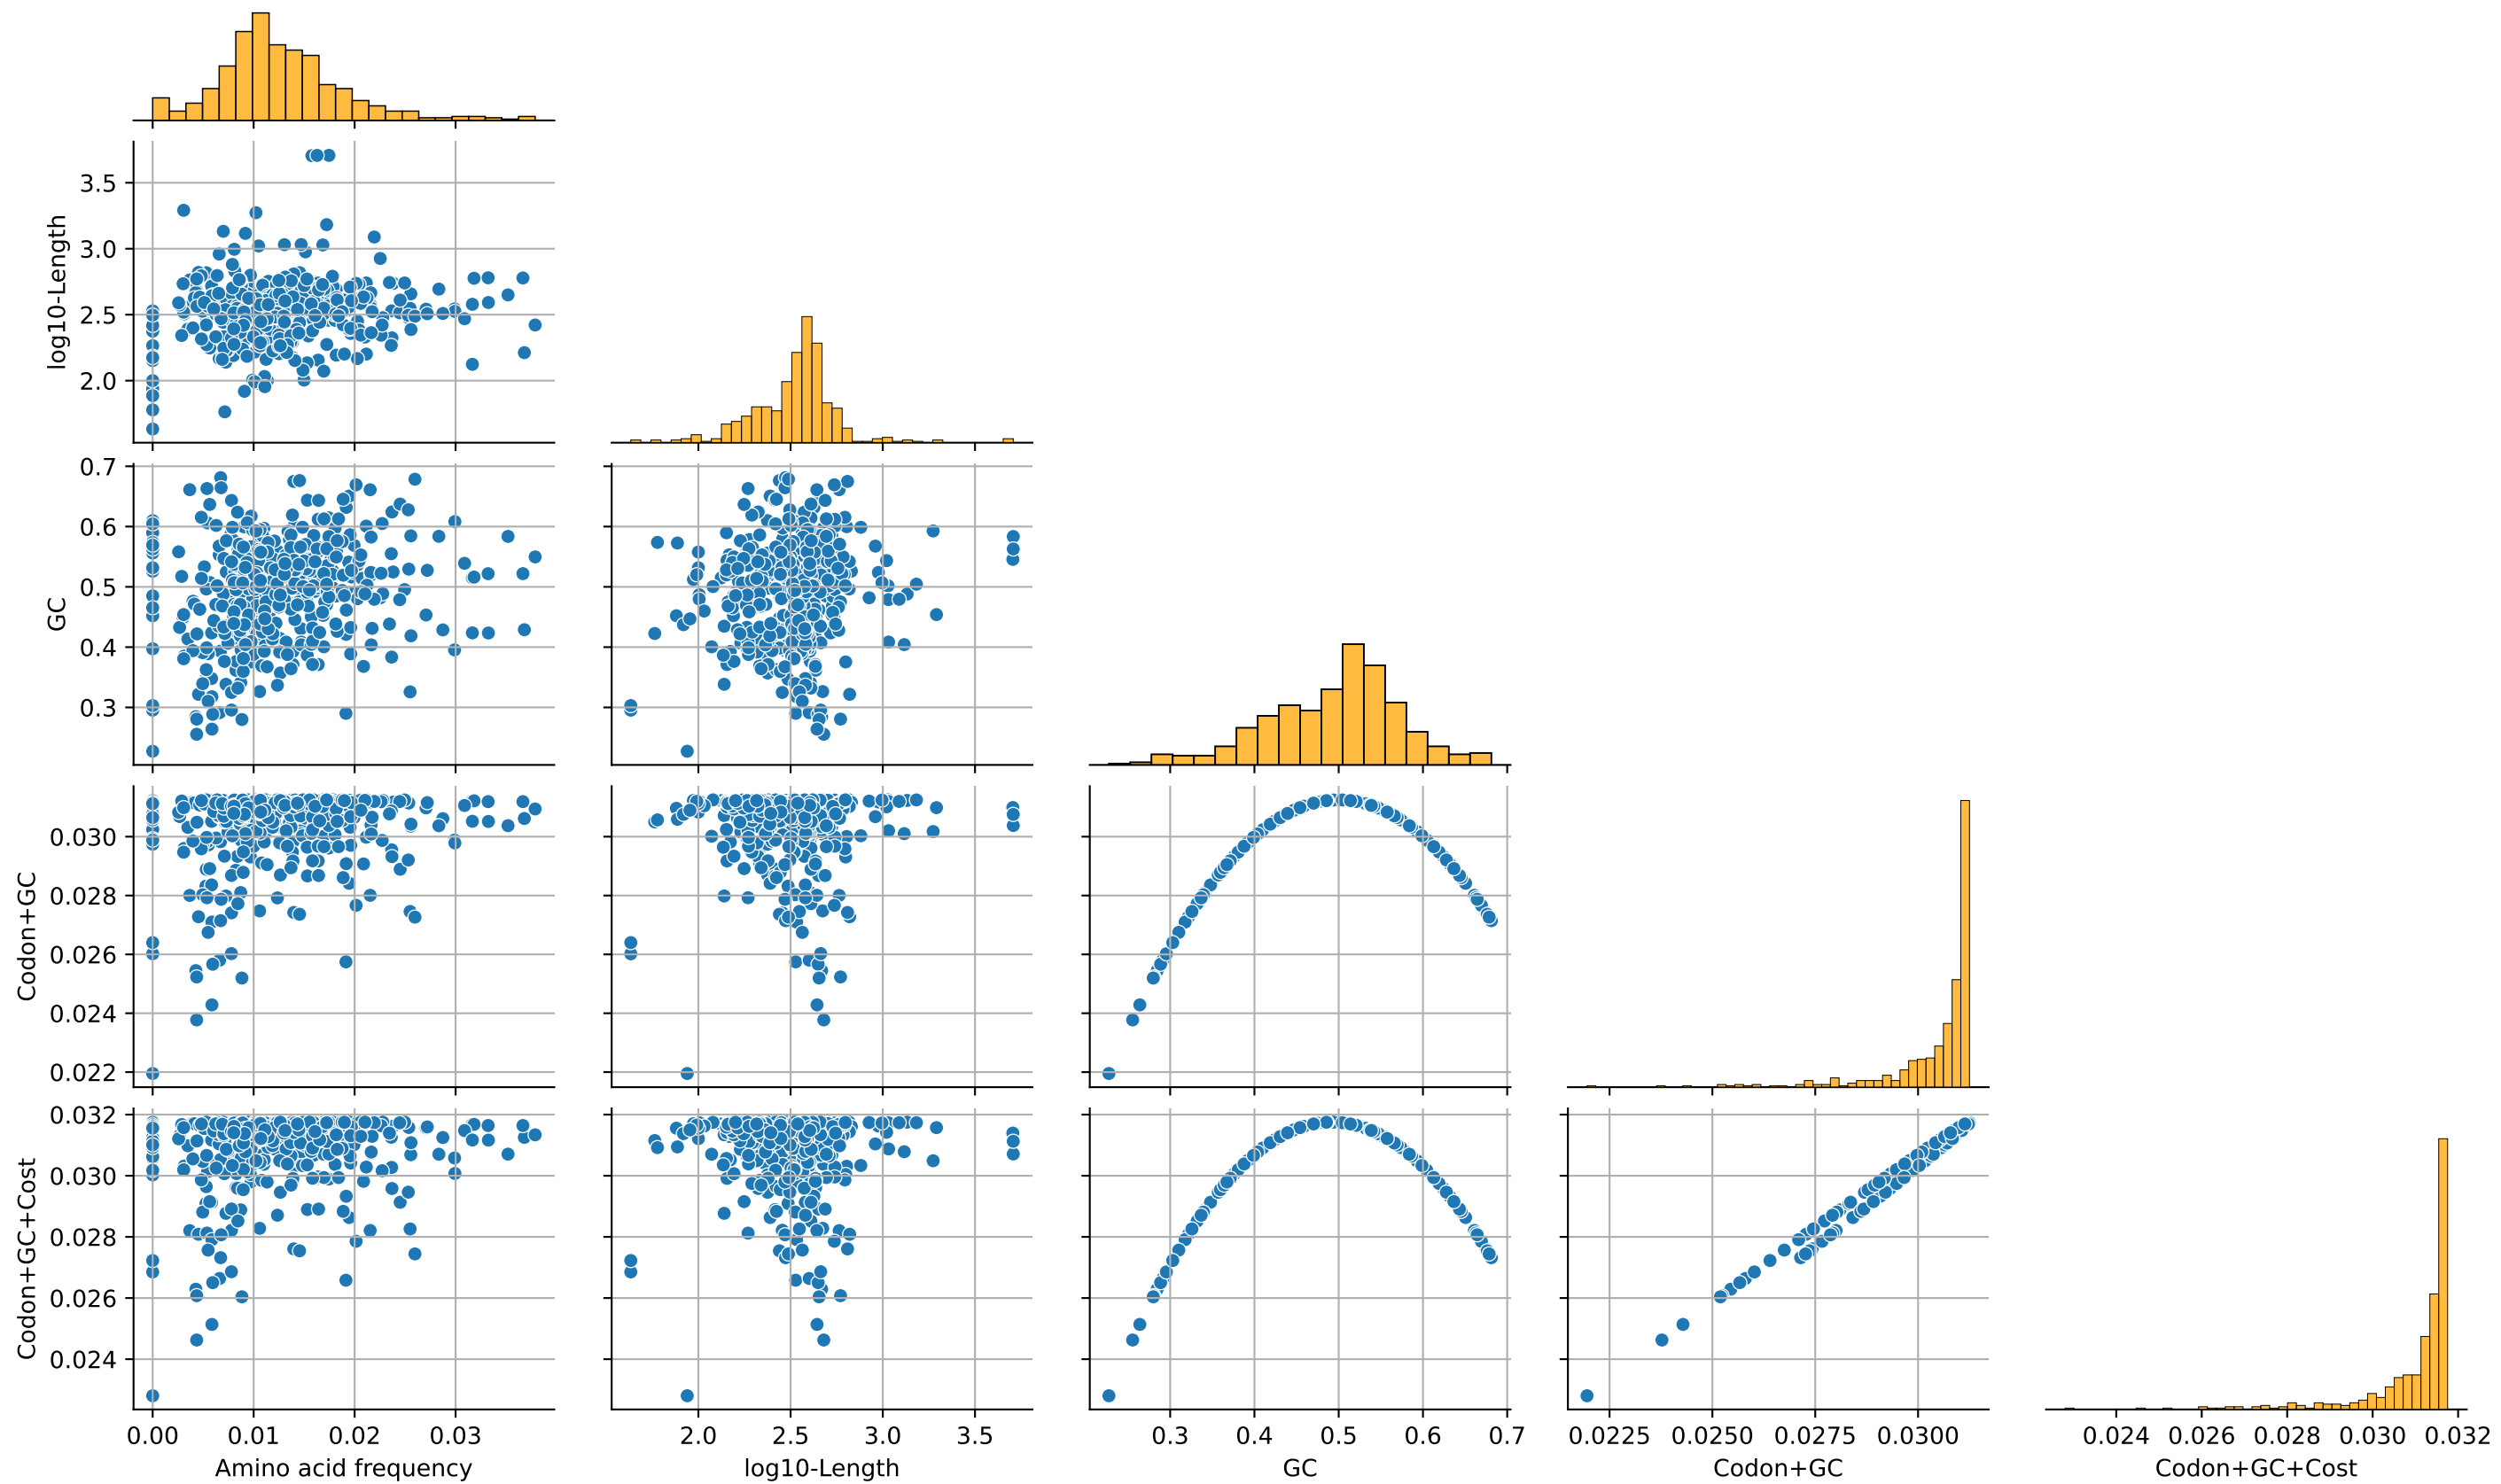 3.5
3.0
2.5
2.0
log10-Length
0.7
0.6
0.5
0.4
0.3
GC
0.030
0.028
0.026
0.024
0.022
Codon+GC
0.032
0.030
0.028
0.026
0.024
Codon+GC+Cost
0.00 0.01 0.02 0.03
Amino acid frequency
2.0 2.5 3.0 3.5
log10-Length
0.3 0.4 0.5 0.6 0.7
GC
0.0225 0.0250 0.0275 0.0300
Codon+GC
0.024 0.026 0.028 0.030 0.032
Codon+GC+Cost